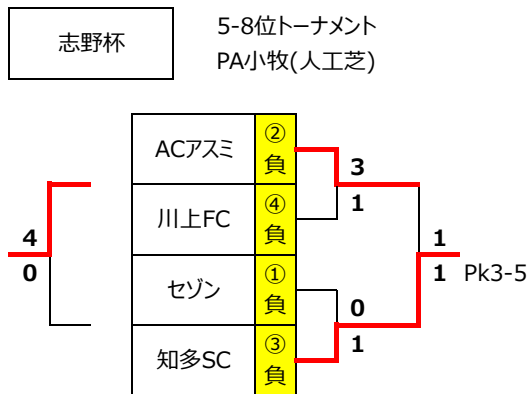 志野杯
5-8位トーナメント
PA小牧(人工芝)
ACアスミ ②負
3
川上FC ④負
1
4
0
1
1 Pk3-5
セゾン ①負
0
知多SC ③負
1